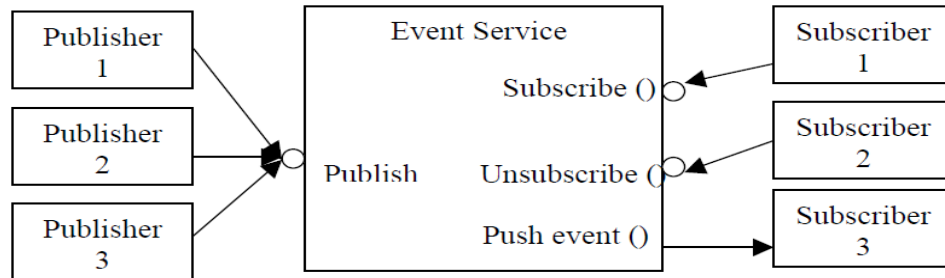 Publisher
1
Publisher
2
Publisher
3
Event Service
Subscribe ()
Publish
Unsubscribe ()
Push event ()
Subscriber
1
Subscriber
2
Subscriber
3